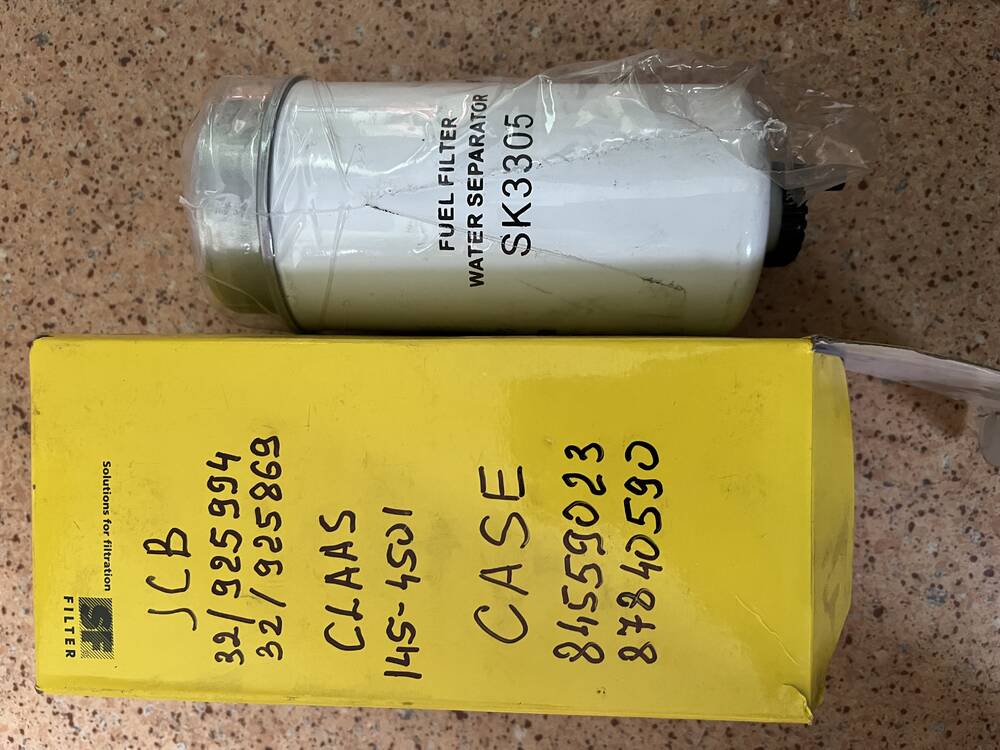 FUEL FILTER
WATER SEPARATOR
SK3305
JCB
32/925994
32/925869
CLAAS
145-4501
CASE
84559023
87840590
Solutions for filtration
SF
FILTER